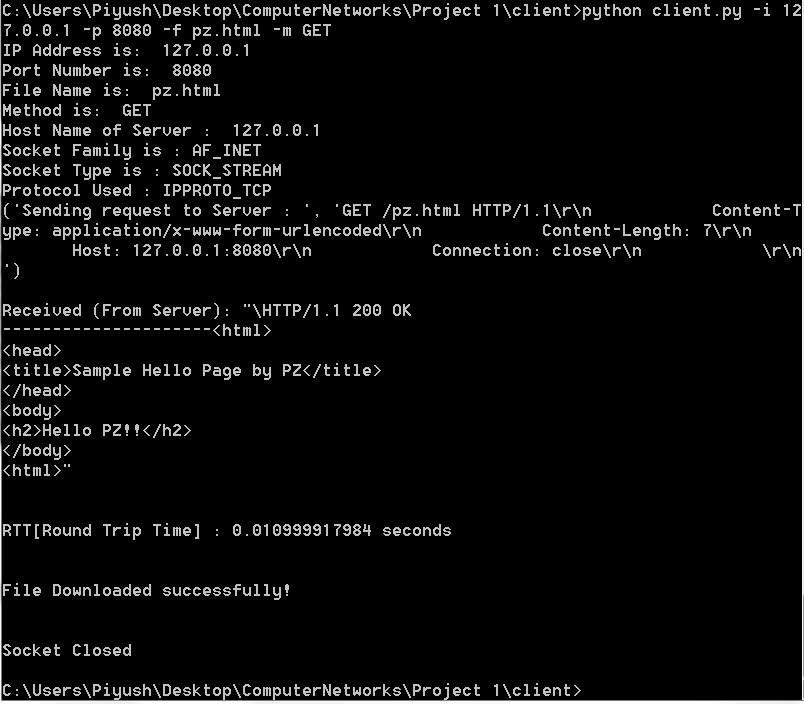 C:\Users\Piyush\Desktop\ComputerNetworks\Project 1\client>python client.py -i 12
7.0.0.1 -p 8080 -f pz.html -m GET
IP Address is:  127.0.0.1
Port Number is:  8080
File Name is:  pz.html
Method is:  GET
Host Name of Server :  127.0.0.1
Socket Family is : AF_INET
Socket Type is : SOCK_STREAM
Protocol Used : IPPROTO_TCP
('Sending request to Server : ', 'GET /pz.html HTTP/1.1\r\n            Content-T
ype: application/x-www-form-urlencoded\r\n            Content-Length: 7\r\n
       Host: 127.0.0.1:8080\r\n            Connection: close\r\n            \r\n
')
Received (From Server): "\HTTP/1.1 200 OK
---------------------<html>
<head>
<title>Sample Hello Page by PZ</title>
</head>
<body>
<h2>Hello PZ!!</h2>
</body>
<html>"
RTT[Round Trip Time] : 0.010999917984 seconds
File Downloaded successfully!
Socket Closed
C:\Users\Piyush\Desktop\ComputerNetworks\Project 1\client>